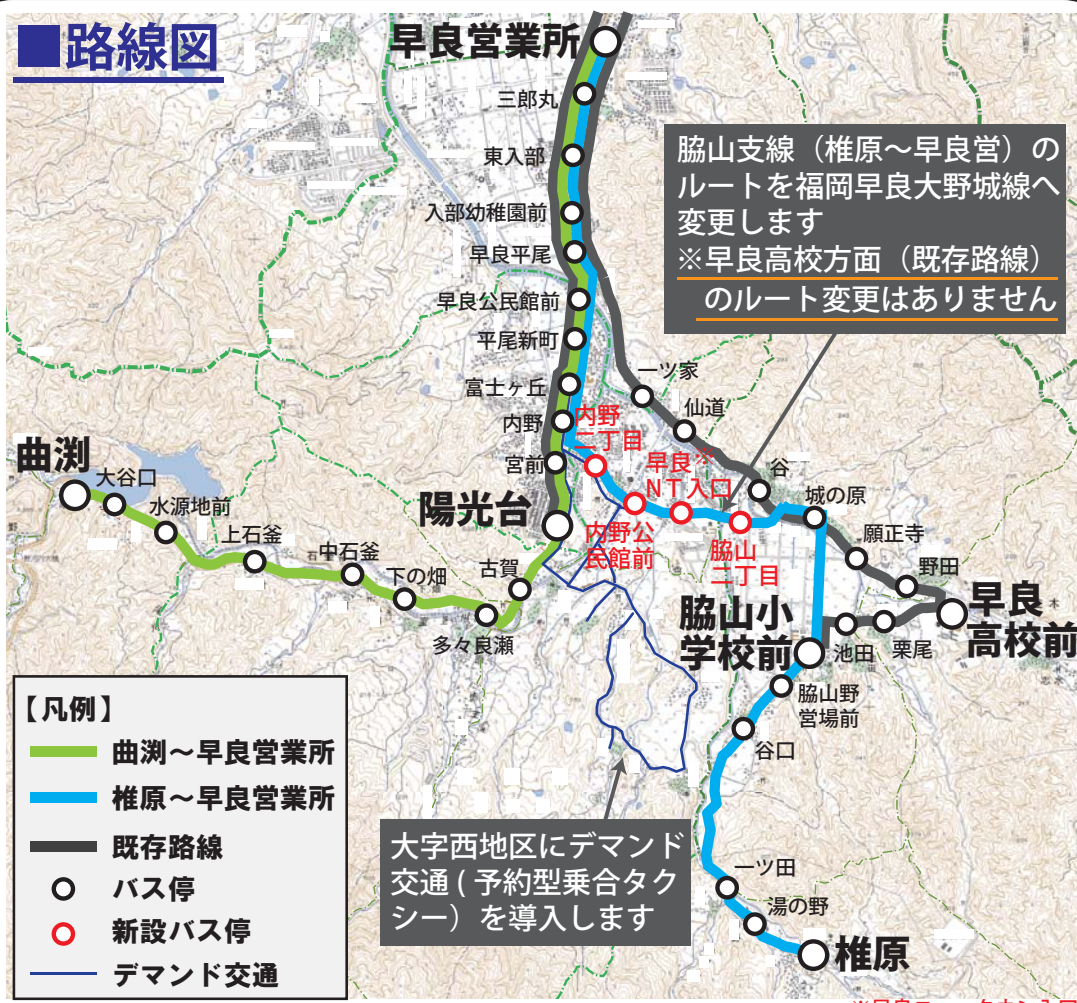 ■路線図
早良営業所
三郎丸
東入部
入部幼稚園前
早良平尾
早良公民館前
平尾新町
富士ヶ丘
内野
宮前
陽光台
脇山支線（椎原～早良営）の
ルートを福岡早良大野城線へ
変更します
※早良高校方面（既存路線）
のルート変更はありません
一ツ家
仙道
谷
城の原
願正寺
野田
早良
高校前
内野
二丁目
内野公
民館前
早良※
NT入口
脇山
二丁目
曲渕
大谷口
水源地前
上石釜
中石釜
下の畑
多々良瀬
古賀
脇山小
学校前
池田
栗尾
脇山野
営場前
谷口
一ツ田
湯の野
椎原
大字西地区にデマンド
交通(予約型乗合タク
シー）を導入します
【凡例】
曲渕～早良営業所
椎原～早良営業所
既存路線
バス停
新設バス停
デマンド交通